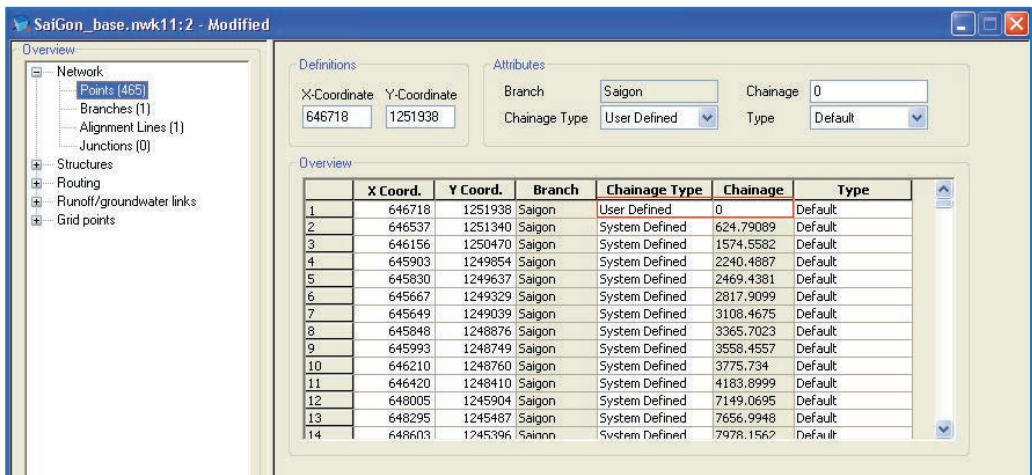 SaiGon_base.nwk11:2 - Modified
Overview
Network
Points (465)
Branches (1)
Alignment Lines (1)
Junctions (0)
Structures
Routing
Runoff/groundwater links
Grid points
Definitions
X-Coordinate Y-Coordinate
646718 1251938
Attributes
Branch Saigon Chainage 0
Chainage Type User Defined Type Default
Overview
X Coord. Y Coord. Branch Chainage Type Chainage Type
1 646718 1251938 Saigon User Defined 0 Default
2 646537 1251340 Saigon System Defined 624.79089 Default
3 646156 1250470 Saigon System Defined 1574.5582 Default
4 645903 1249854 Saigon System Defined 2240.4887 Default
5 645830 1249637 Saigon System Defined 2469.4381 Default
6 645667 1249329 Saigon System Defined 2817.9099 Default
7 645649 1249039 Saigon System Defined 3108.4675 Default
8 645848 1248876 Saigon System Defined 3365.7023 Default
9 645993 1248749 Saigon System Defined 3558.4557 Default
10 646210 1248760 Saigon System Defined 3775.734 Default
11 646420 1248410 Saigon System Defined 4183.8999 Default
12 648005 1245904 Saigon System Defined 7149.0695 Default
13 648295 1245487 Saigon System Defined 7656.9948 Default
14 648603 1245396 Saigon System Defined 7978.1562 Default